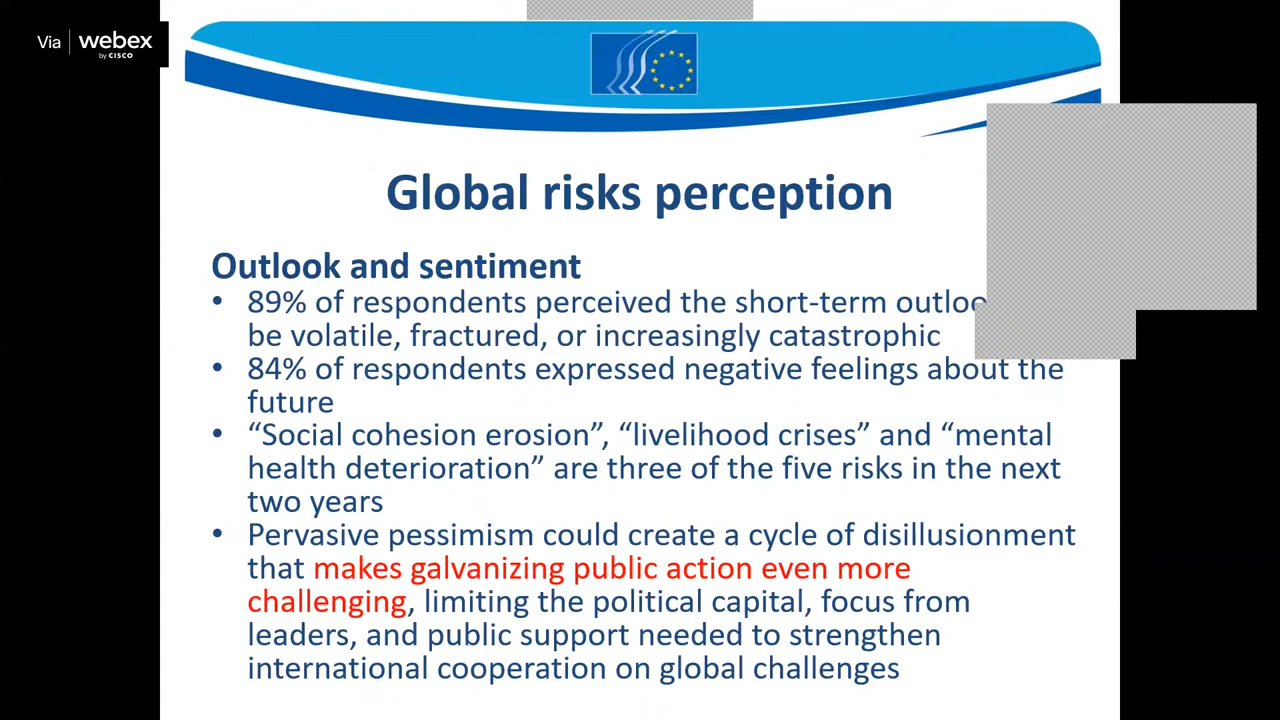 Via
webex
by CISCO
Global risks perception
Outlook and sentiment
• 89% of respondents perceived the short-term
be volatile, fractured, or increasingly catastrophic
• 84% of respondents expressed negative feelings about the
future
• “Social cohesion erosion”, “livelihood crises” and “mental
health deterioration” are three of the five risks in the next
two years
• Pervasive pessimism could create a cycle of disillusionment
that makes galvanizing public action even more
challenging, limiting the political capital, focus from
leaders, and public support needed to strengthen
international cooperation on global challenges